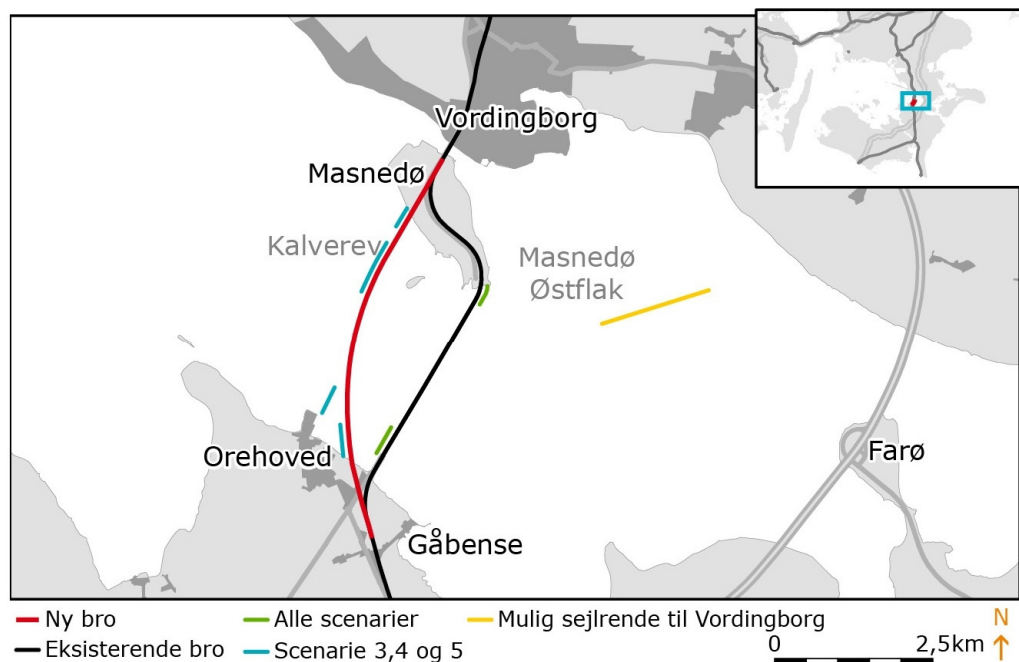 Vordingborg
Masnedø
Kalverev
Masnedø
Østflak
Orehoved
Farø
Gåbense
Ny bro
Alle scenarier
Mulig sejlrende til Vordingborg
N
Eksisterende bro
Scenarie 3,4 og 5
0 2,5km